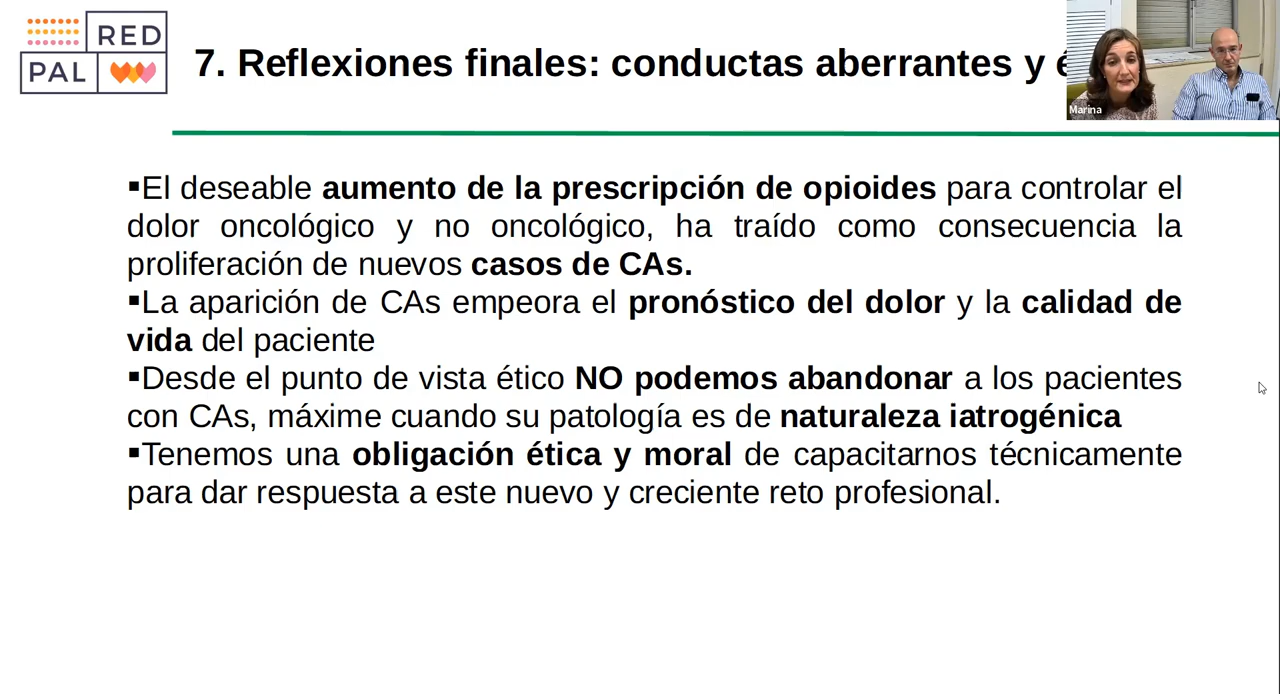 RED
PAL
7. Reflexiones finales: conductas aberrantes y
Marina
▪El deseable aumento de la prescripción de opioides para controlar el
dolor oncológico y no oncológico, ha traído como consecuencia la
proliferación de nuevos casos de CAs.
▪La aparición de CAs empeora el pronóstico del dolor y la calidad de
vida del paciente
▪Desde el punto de vista ético NO podemos abandonar a los pacientes
con CAs, máxime cuando su patología es de naturaleza iatrogénica
▪Tenemos una obligación ética y moral de capacitarnos técnicamente
para dar respuesta a este nuevo y creciente reto profesional.